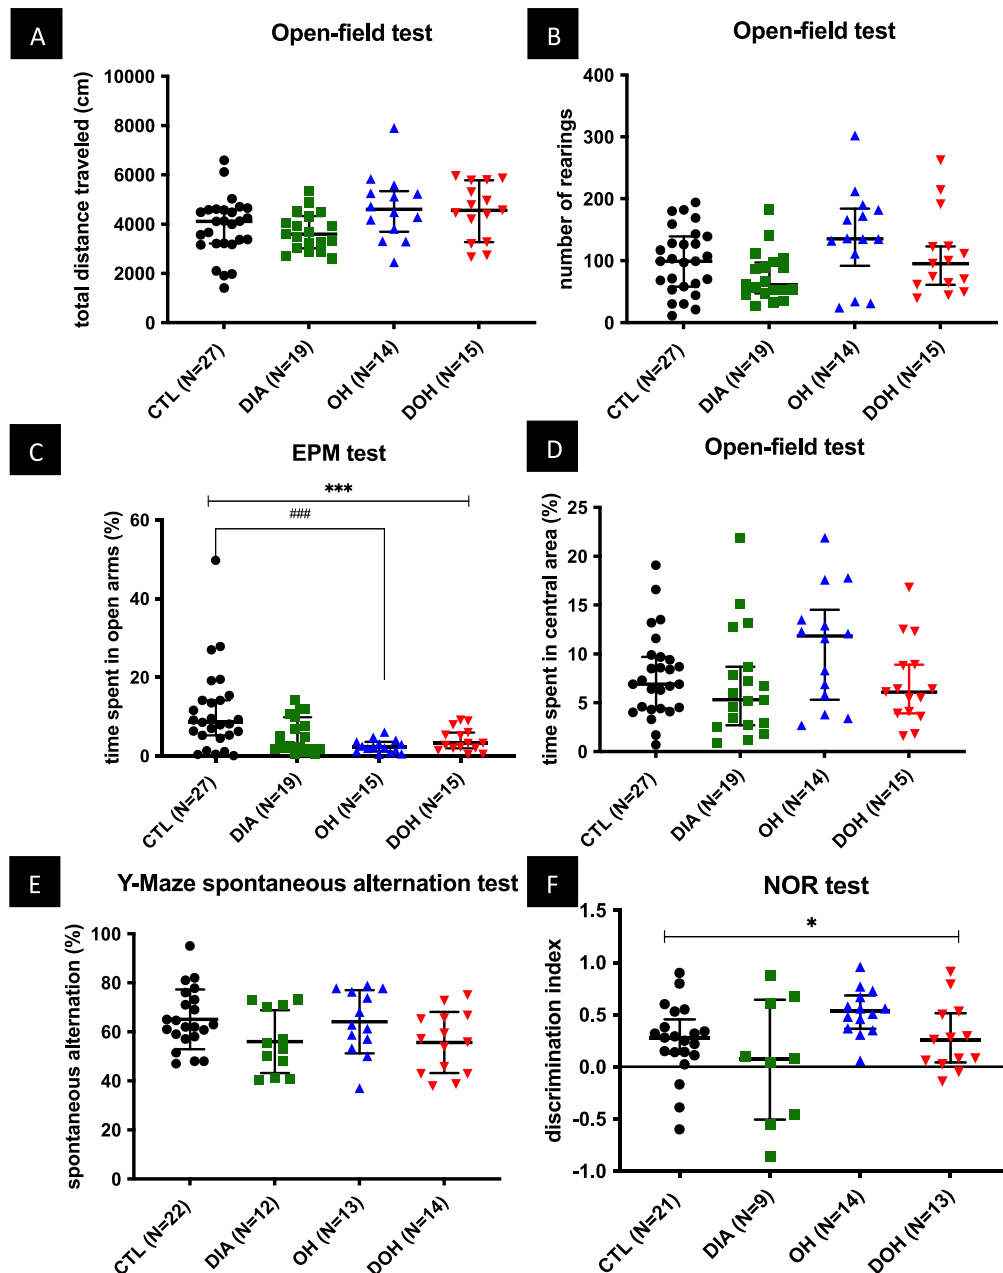 A
Open-field test
total distance traveled (cm)
10000
8000
6000
4000
2000
0
CTL (N=27)
DIA (N=19)
OH (N=14)
DOH (N=15)
B
Open-field test
number of rearings
400
300
200
100
0
CTL (N=27)
DIA (N=19)
OH (N=14)
DOH (N=15)
C
EPM test
time spent in open arms (%)
***
###
60
40
20
0
CTL (N=27)
DIA (N=19)
OH (N=15)
DOH (N=15)
D
Open-field test
time spent in central area (%)
25
20
15
10
5
0
CTL (N=27)
DIA (N=19)
OH (N=14)
DOH (N=15)
E
Y-Maze spontaneous alternation test
spontaneous alternation (%)
100
80
60
40
20
0
CTL (N=22)
DIA (N=12)
OH (N=13)
DOH (N=14)
F
NOR test
discrimination index
*
1.5
1.0
0.5
0.0
-0.5
-1.0
CTL (N=21)
DIA (N=9)
OH (N=14)
DOH (N=13)